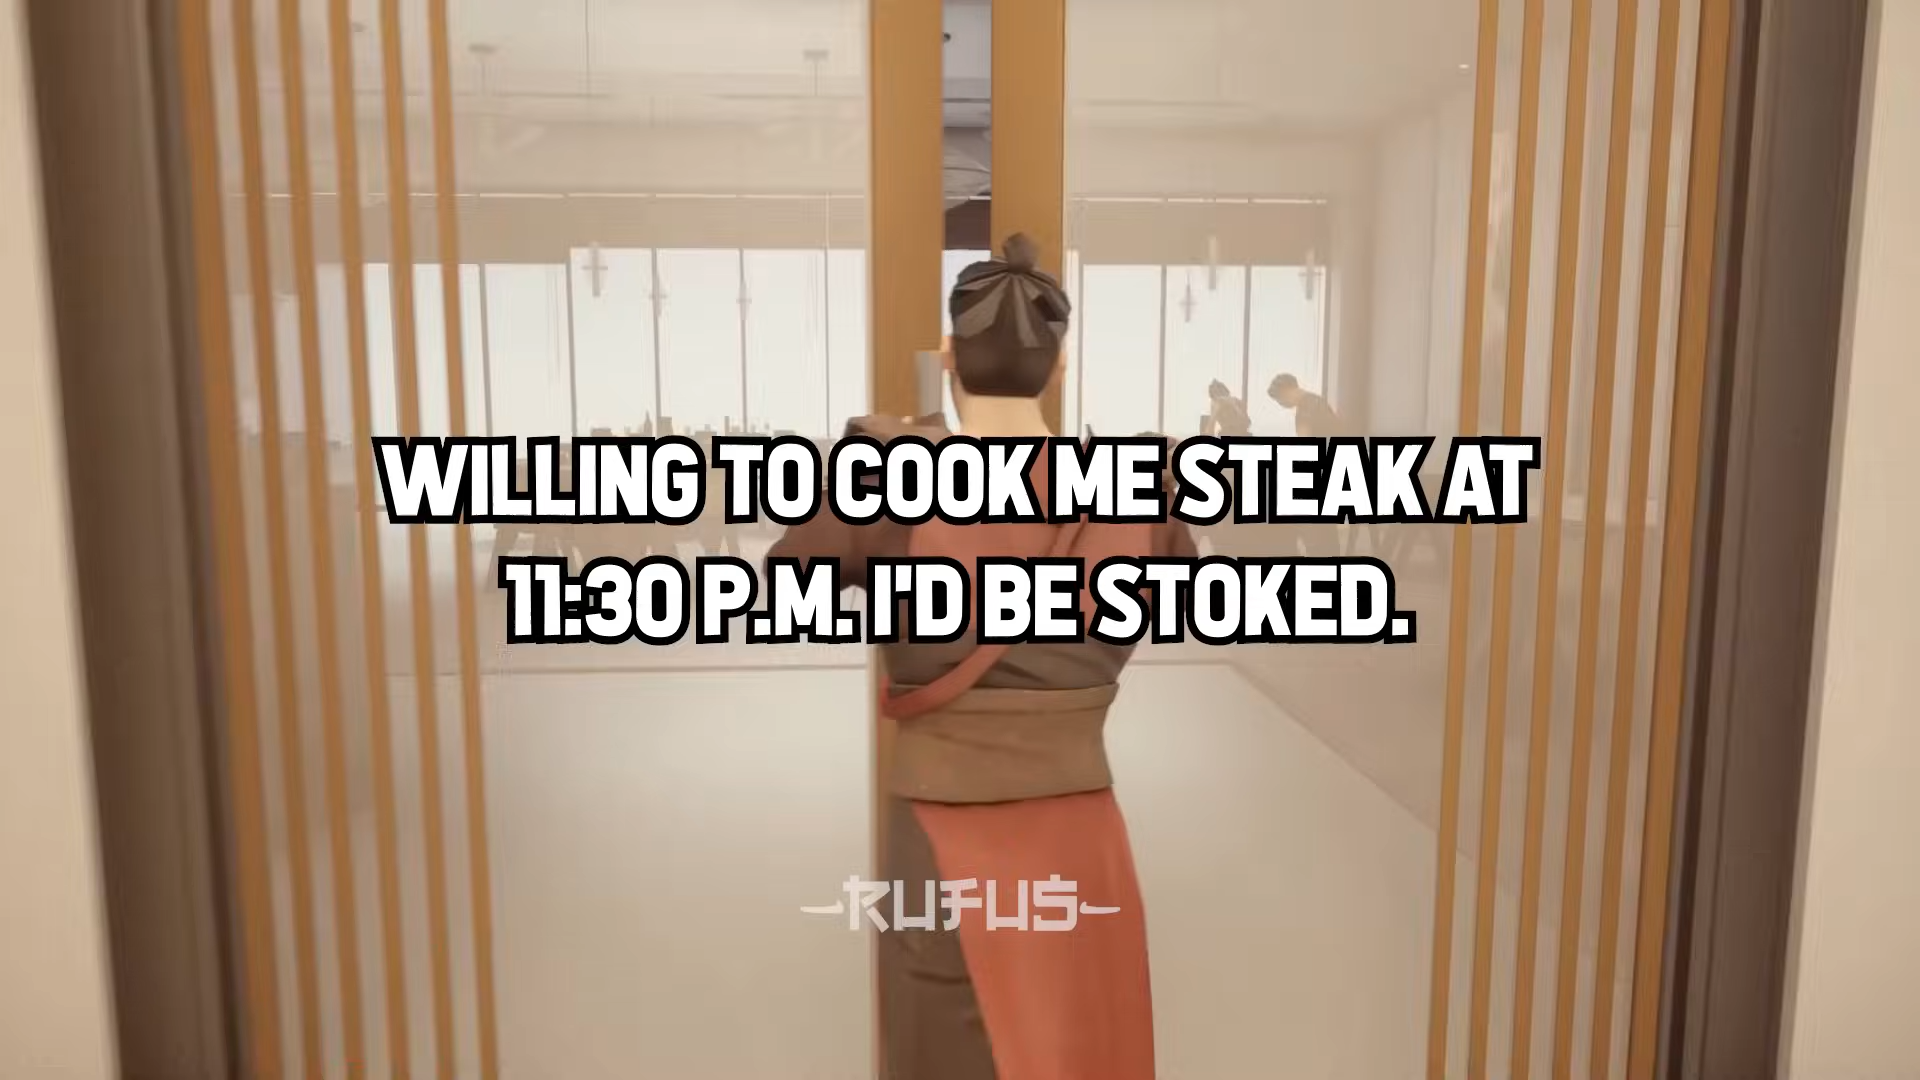 WILLING TO COOK ME STEAK AT
11:30 P.M. I'D BE STOKED.
RUFUS